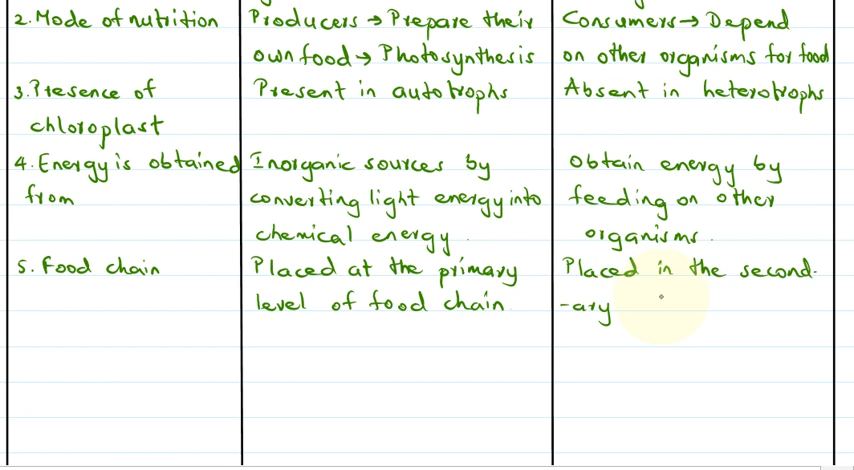 2. Mode of nutrition
Producers → Prepare their
own food → Photosynthesis
Consumers → Depend
on other organisms for food
3. Presence of
chloroplast
Present in autotrophs
Absent in heterotrophs
4. Energy is obtained
from
Inorganic sources by
converting light energy into
chemical energy.
Obtain energy by
feeding on other
organisms.
5. Food chain
Placed at the primary
level of food chain
Placed in the second-
-ary